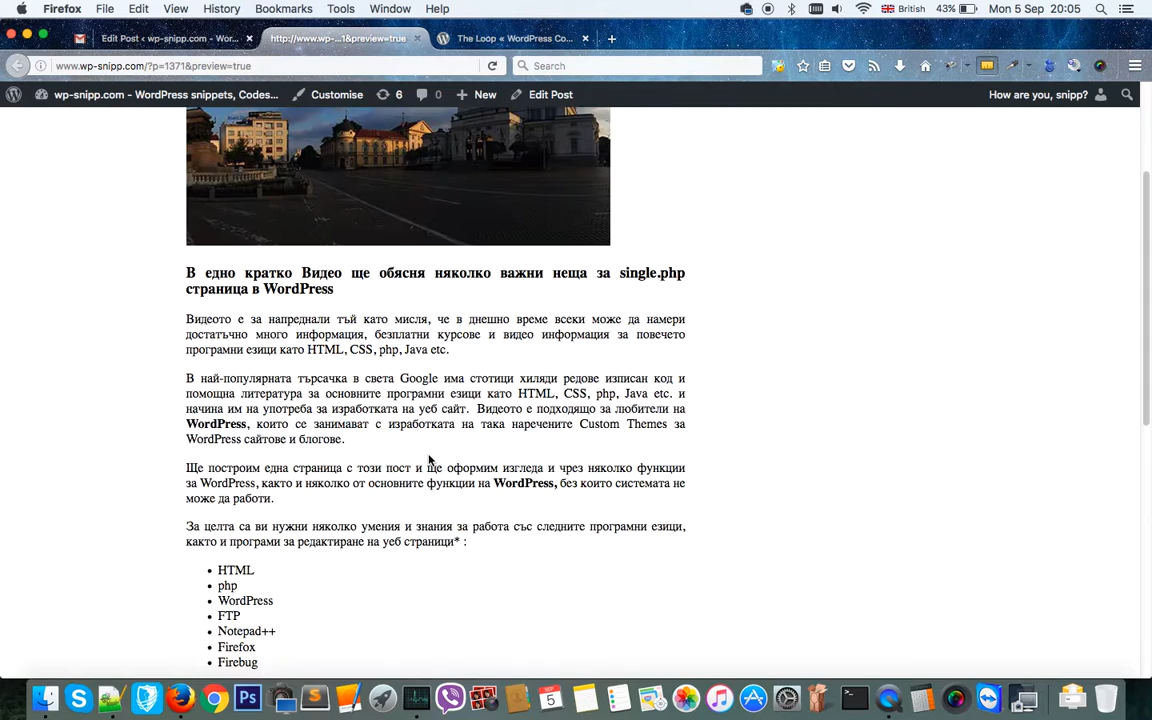 Firefox File Edit View History Bookmarks Tools Window Help British 43% Mon 5 Sep 20:05
Edit Post ‹ wp-snipp.com - Wor... http://www.wp-...1&preview=true The Loop « WordPress Co...
www.wp-snipp.com/?p=1371&preview=true Search
wp-snipp.com - WordPress snippets, Codes... Customise 6 0 New Edit Post How are you, snipp?
В едно кратко Видео ще обясня няколко важни неща за single.php
страница в WordPress
Видеото е за напреднали тъй като мисля, че в днешно време всеки може да намери
достатъчно много информация, безплатни курсове и видео информация за повечето
програмни езици като HTML, CSS, php, Java etc.
В най-популярната търсачка в света Google има стотици хиляди редове изписан код и
помощна литература за основните програмни езици като HTML, CSS, php, Java etc. и
начина им на употреба за изработката на уеб сайт. Видеото е подходящо за любители на
WordPress, които се занимават с изработката на така наречените Custom Themes за
WordPress сайтове и блогове.
Ще построим една страница с този пост и ще оформим изгледа и чрез няколко функции
за WordPress, както и няколко от основните функции на WordPress, без които системата не
може да работи.
За целта са ви нужни няколко умения и знания за работа със следните програмни езици,
както и програми за редактиране на уеб страници* :
HTML
php
WordPress
FTP
Notepad++
Firefox
Firebug